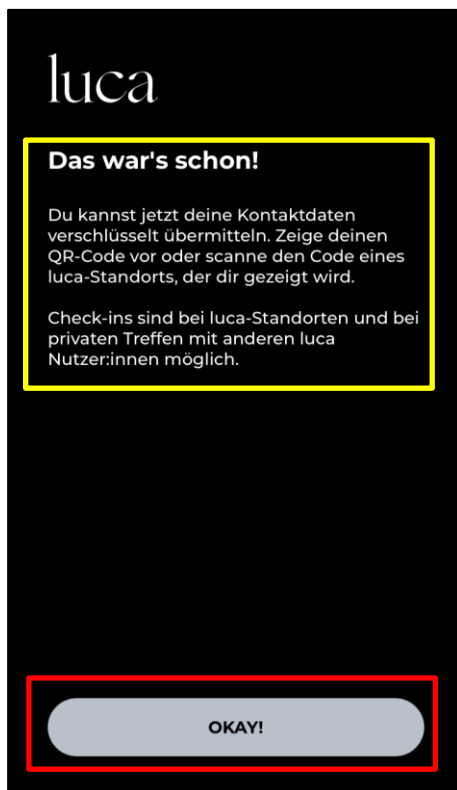 luca
Das war's schon!
Du kannst jetzt deine Kontaktdaten
verschlüsselt übermitteln. Zeige deinen
QR-Code vor oder scanne den Code eines
luca-Standorts, der dir gezeigt wird.
Check-ins sind bei luca-Standorten und bei
privaten Treffen mit anderen luca
Nutzer:innen möglich.
OKAY!